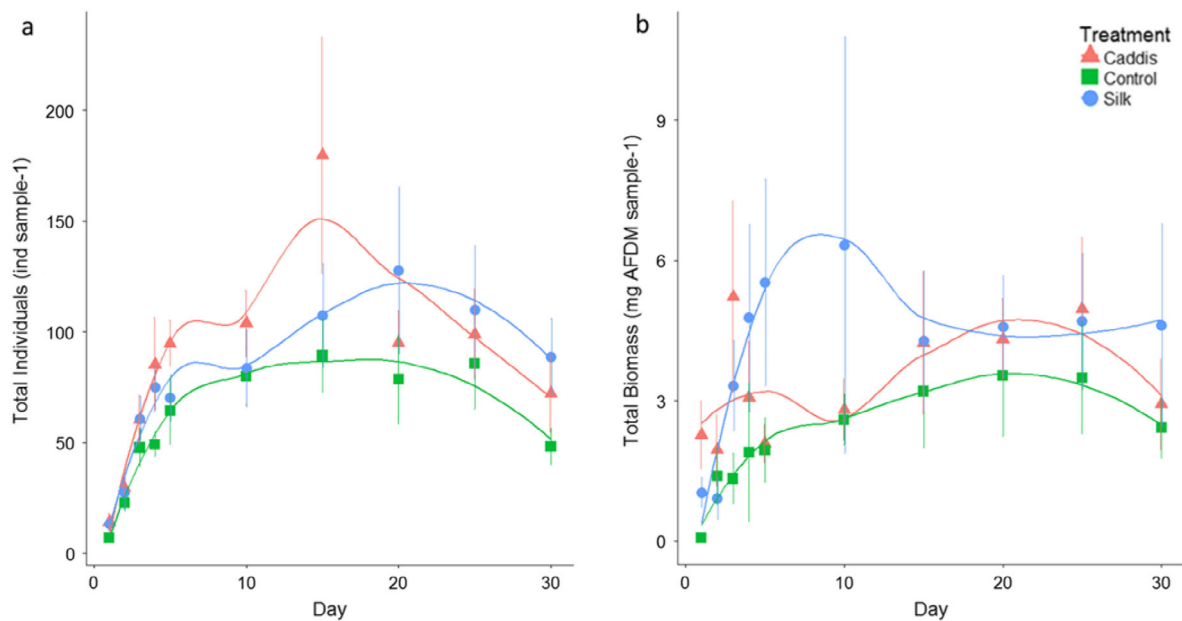 a
Total Individuals (ind sample-1)
200
150
100
50
0
0
10
20
30
Day
b
Total Biomass (mg AFDM sample-1)
9
6
3
0
0
10
20
30
Day
Treatment
Caddis
Control
Silk